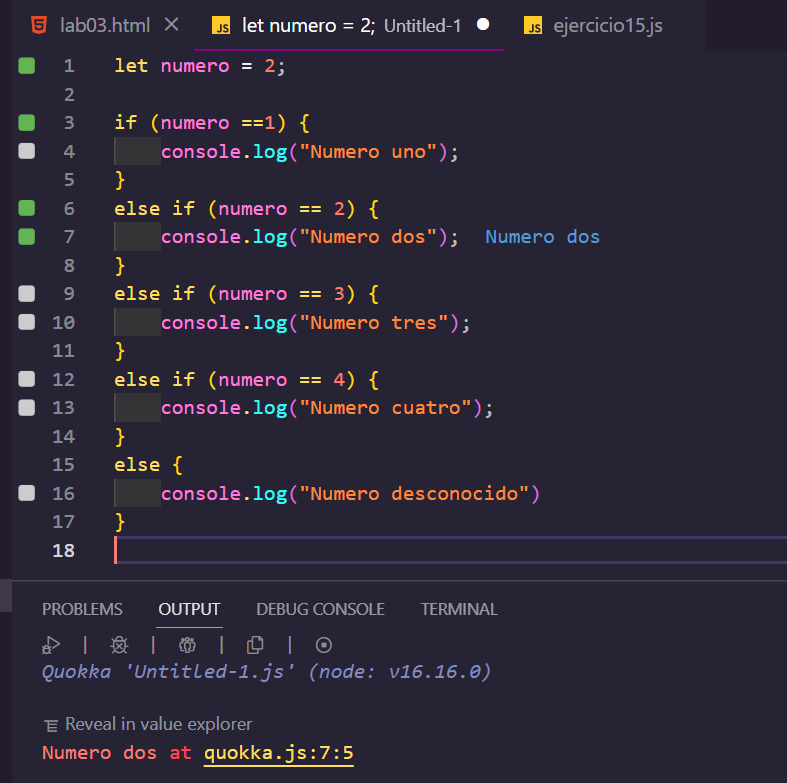 lab03.html JS let numero = 2; Untitled-1 JS ejercicio15.js
1 let numero = 2;
2
3 if (numero ==1) {
4     console.log("Numero uno");
5 }
6 else if (numero == 2) {
7     console.log("Numero dos"); Numero dos
8 }
9 else if (numero == 3) {
10     console.log("Numero tres");
11 }
12 else if (numero == 4) {
13     console.log("Numero cuatro");
14 }
15 else {
16     console.log("Numero desconocido")
17 }
18
PROBLEMS OUTPUT DEBUG CONSOLE TERMINAL
Quokka 'Untitled-1.js' (node: v16.16.0)
Reveal in value explorer
Numero dos at quokka.js:7:5